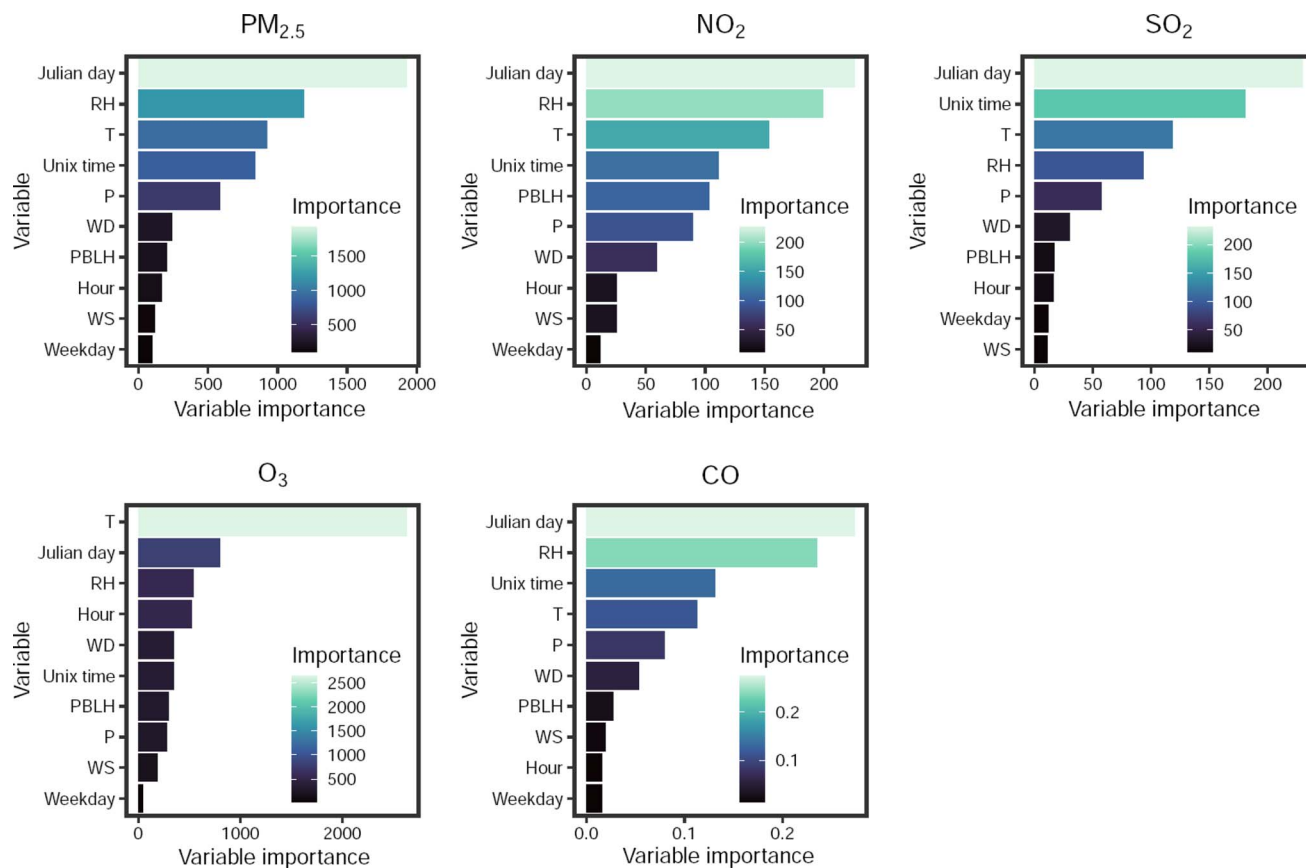 PM2.5
Variable
Julian day
RH
T
Unix time
P
WD
PBLH
Hour
WS
Weekday
Importance
1500
1000
500
0 500 1000 1500 2000
Variable importance
NO2
Variable
Julian day
RH
T
Unix time
PBLH
P
WD
Hour
WS
Weekday
Importance
200
150
100
50
0 50 100 150 200
Variable importance
SO2
Variable
Julian day
Unix time
T
RH
P
WD
PBLH
Hour
Weekday
WS
Importance
200
150
100
50
0 50 100 150 200
Variable importance
O3
Variable
T
Julian day
RH
Hour
WD
Unix time
PBLH
P
WS
Weekday
Importance
2500
2000
1500
1000
500
0 1000 2000
Variable importance
CO
Variable
Julian day
RH
Unix time
T
P
WD
PBLH
WS
Hour
Weekday
Importance
0.2
0.1
0.0 0.1 0.2
Variable importance